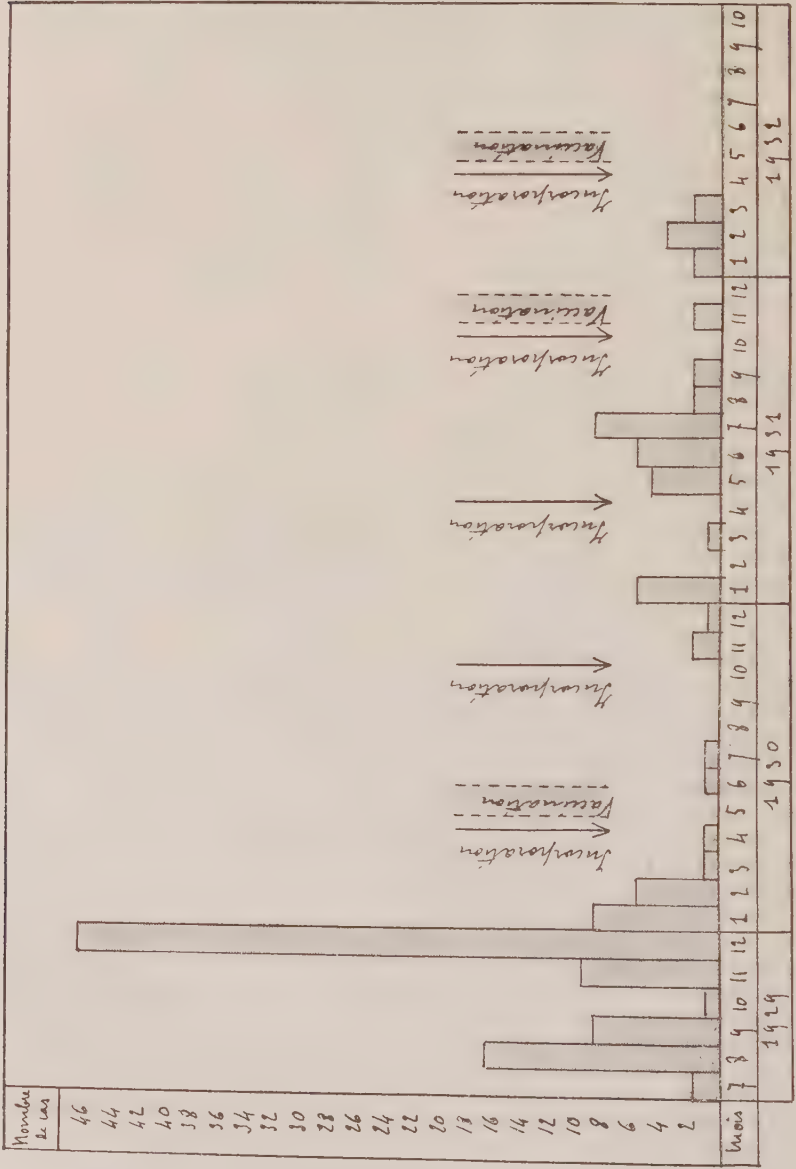 Nombre
de cas
46
44
42
40
38
36
34
32
30
28
26
24
22
20
18
16
14
12
10
8
6
4
2
Incorporation
Vaccination
Incorporation
Incorporation
Incorporation
Vaccination
Incorporation
Vaccination
Mois 7 8 9 10 11 12 1 2 3 4 5 6 7 8 9 10 11 12 1 2 3 4 5 6 7 8 9 10 11 12 1 2 3 4 5 6 7 8 9 10
1929 1930 1931 1932